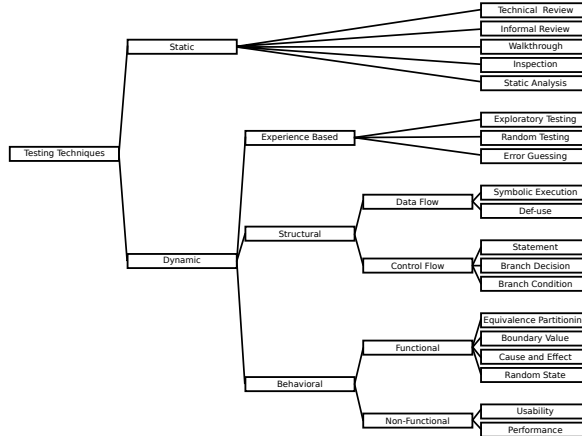 Technical Review
Informal Review
Walkthrough
Inspection
Static Analysis
Static
Exploratory Testing
Random Testing
Error Guessing
Experience Based
Testing Techniques
Symbolic Execution
Def-use
Data Flow
Structural
Statement
Branch Decision
Branch Condition
Control Flow
Dynamic
Equivalence Partitioning
Boundary Value
Cause and Effect
Random State
Functional
Behavioral
Usability
Performance
Non-Functional